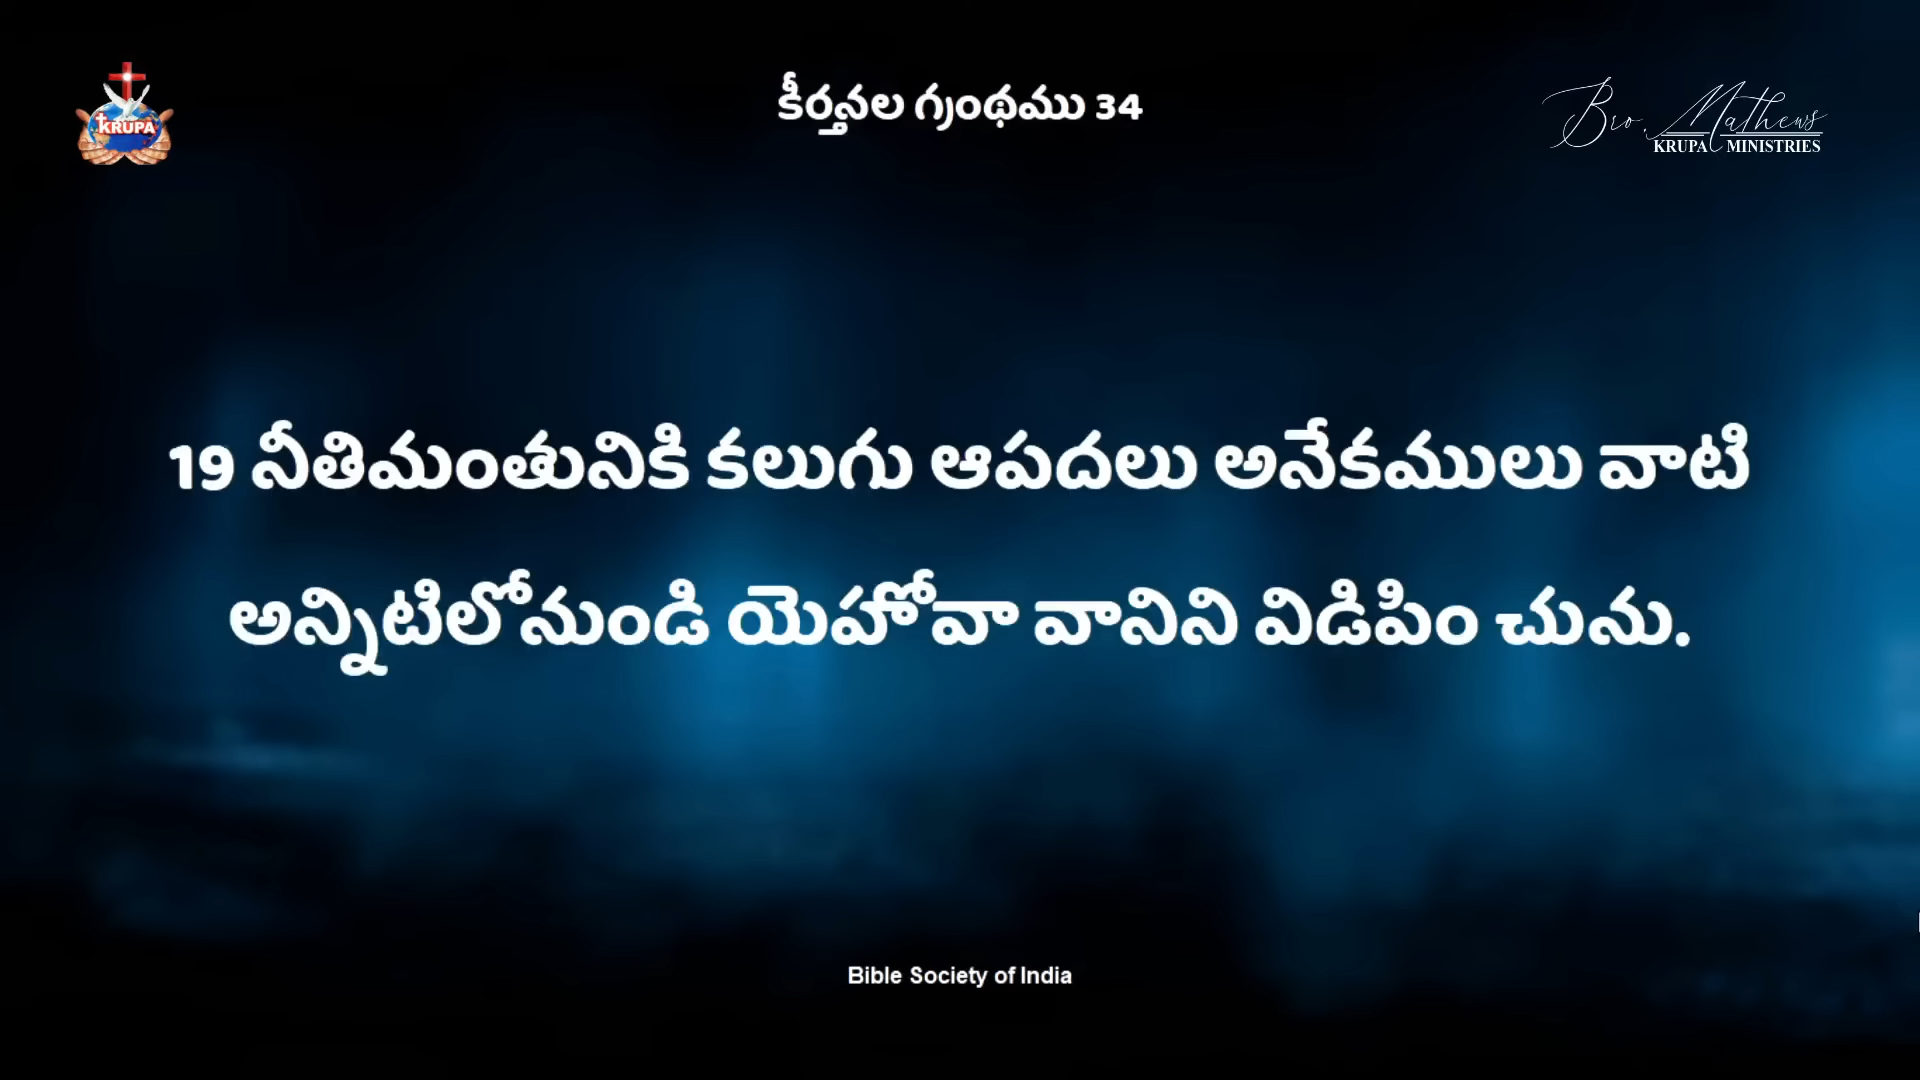 కీర్తనల గ్రంథము 34
KRUPA
Bro. Mathews
KRUPA MINISTRIES
19 నీతిమంతునికి కలుగు ఆపదలు అనేకములు వాటి
అన్నిటిలోనుండి యెహోవా వానిని విడిపిం చును.
Bible Society of India